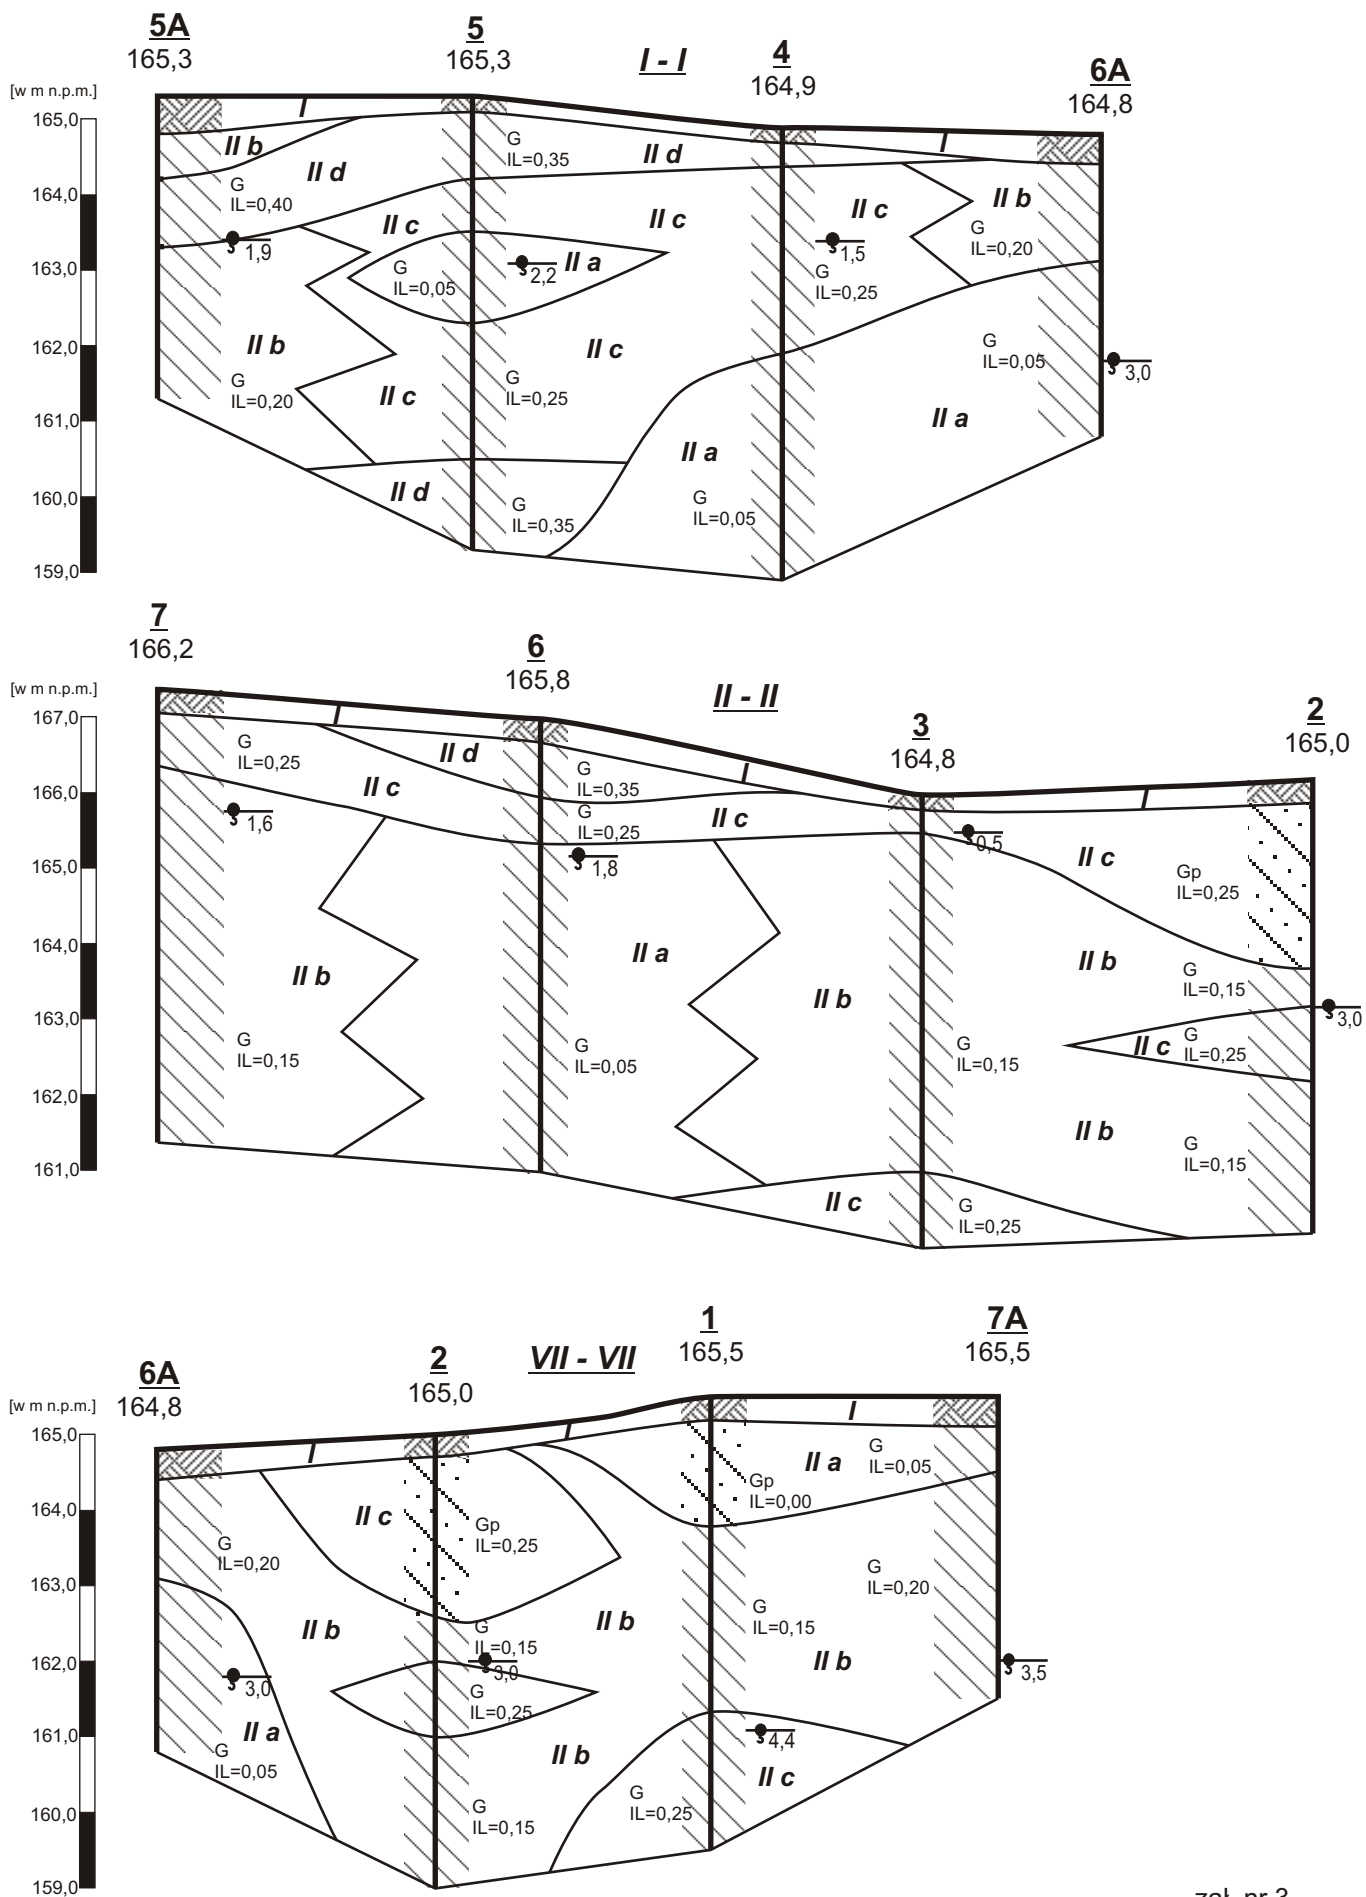 5A
165,3
5
165,3
I - I
4
164,9
6A
164,8
[w m n.p.m.]
165,0
164,0
163,0
162,0
161,0
160,0
159,0
I
I
II b
II d
G
IL=0,40
1,9
II c
G
IL=0,35
II d
II c
II c
II b
G
IL=0,20
1,5
G
IL=0,25
G
IL=0,05
2,2
II a
II b
G
IL=0,20
II c
II c
G
IL=0,25
G
IL=0,05
3,0
II a
II a
II d
G
IL=0,35
G
IL=0,05
7
166,2
6
165,8
II - II
3
164,8
2
165,0
[w m n.p.m.]
167,0
166,0
165,0
164,0
163,0
162,0
161,0
I
I
I
G
IL=0,25
II d
II c
1,6
G
IL=0,35
G
IL=0,25
II c
1,8
0,5
II c
Gp
IL=0,25
II b
II a
II b
II b
G
IL=0,15
3,0
G
IL=0,15
G
IL=0,05
G
IL=0,15
II c
G
IL=0,25
II b
G
IL=0,15
II c
G
IL=0,25
6A
164,8
2
165,0
VII - VII
1
165,5
7A
165,5
[w m n.p.m.]
165,0
164,0
163,0
162,0
161,0
160,0
159,0
I
I
I
II a
G
IL=0,05
Gp
IL=0,00
II c
Gp
IL=0,25
G
IL=0,20
G
IL=0,20
II b
G
IL=0,15
3,0
II b
G
IL=0,15
II b
3,5
3,0
II a
G
IL=0,05
G
IL=0,25
II b
4,4
II c
G
IL=0,15
G
IL=0,25
zał. nr 3